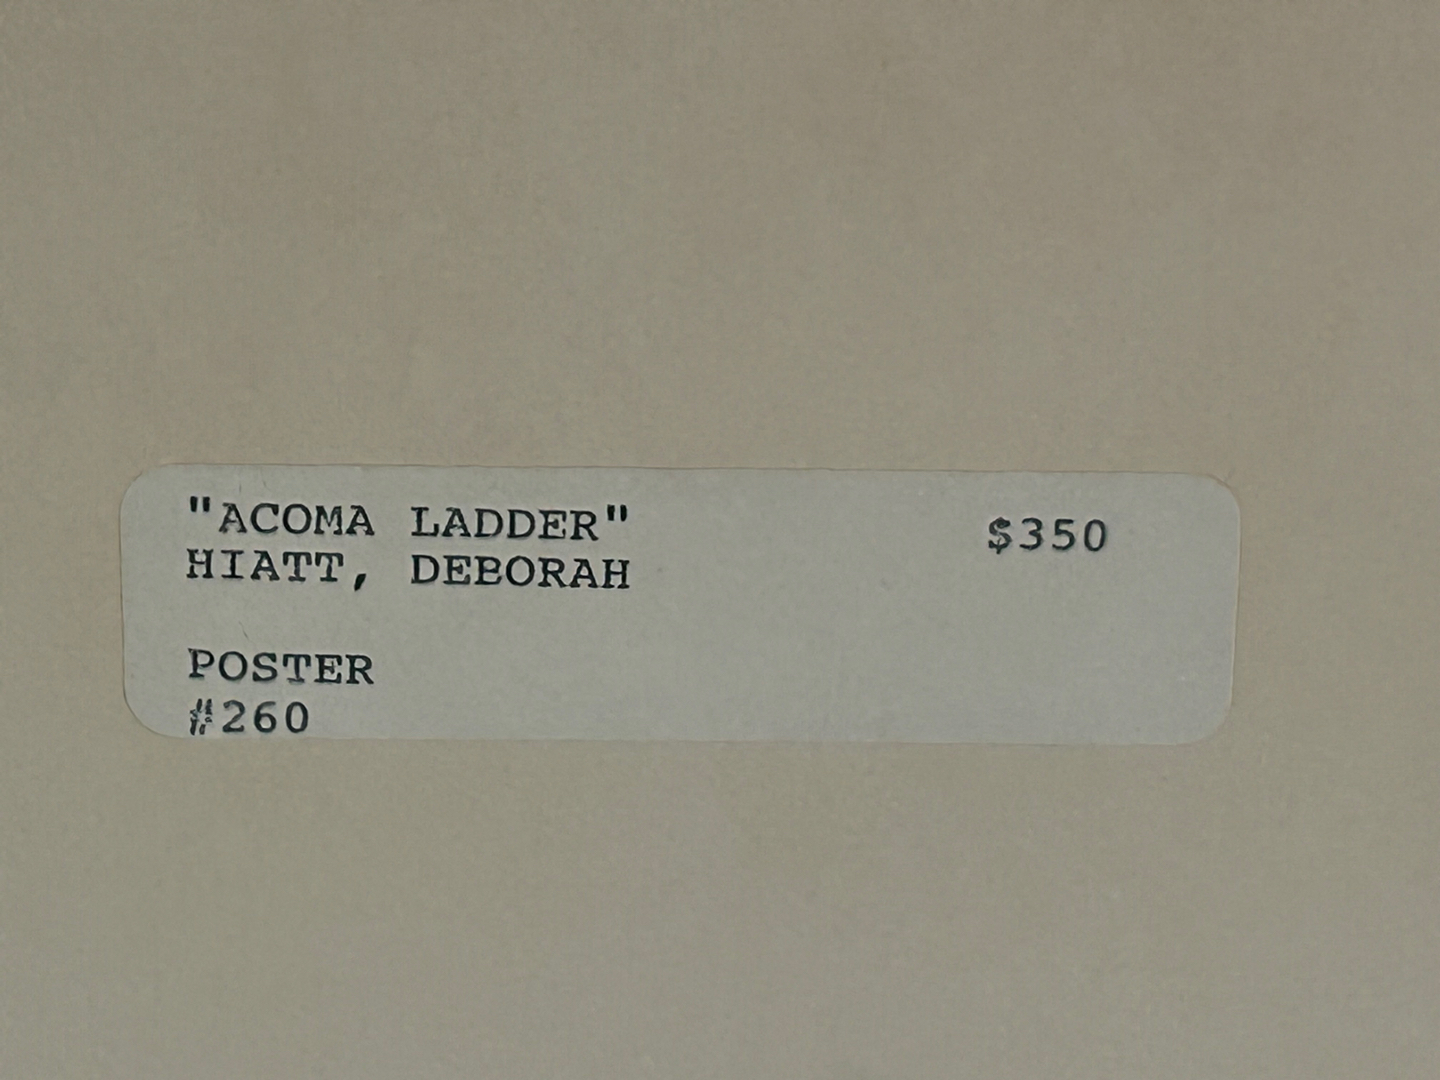 "ACOMA LADDER" $350
HIATT, DEBORAH
POSTER
#260